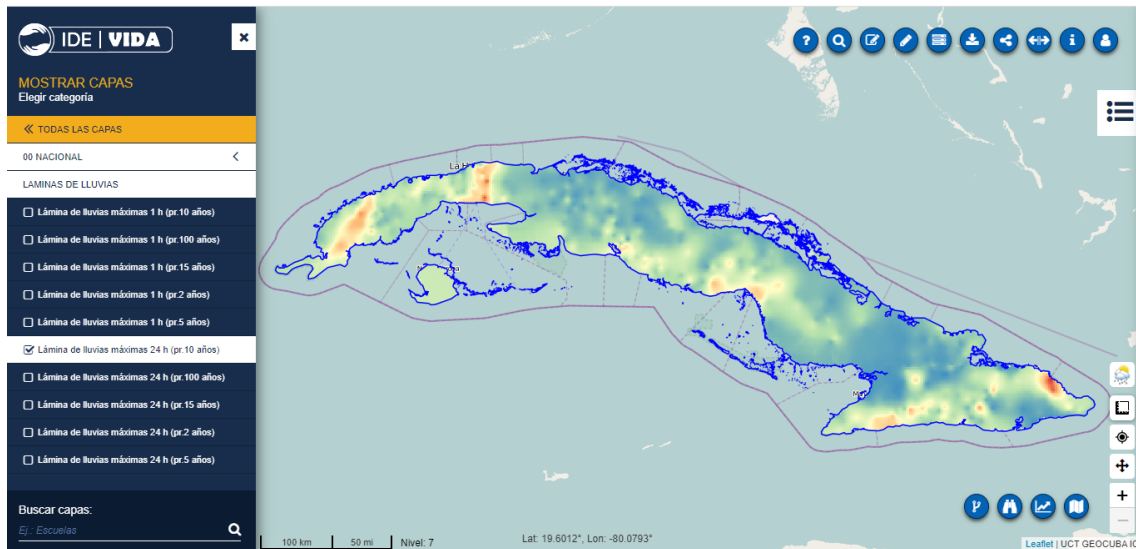 IDE | VIDA
MOSTRAR CAPAS
Elegir categoría
TODAS LAS CAPAS
00 NACIONAL
LAMINAS DE LLUVIAS
Lámina de lluvias máximas 1 h (pr.10 años)
Lámina de lluvias máximas 1 h (pr.100 años)
Lámina de lluvias máximas 1 h (pr.15 años)
Lámina de lluvias máximas 1 h (pr.2 años)
Lámina de lluvias máximas 1 h (pr.5 años)
Lámina de lluvias máximas 24 h (pr.10 años)
Lámina de lluvias máximas 24 h (pr.100 años)
Lámina de lluvias máximas 24 h (pr.15 años)
Lámina de lluvias máximas 24 h (pr.2 años)
Lámina de lluvias máximas 24 h (pr.5 años)
Buscar capas:
Ej.: Escuelas
La H
100 km
50 mi
Nivel: 7
Lat: 19.6012°, Lon: -80.0793°
Leaflet | UCT GEOCUBA IC